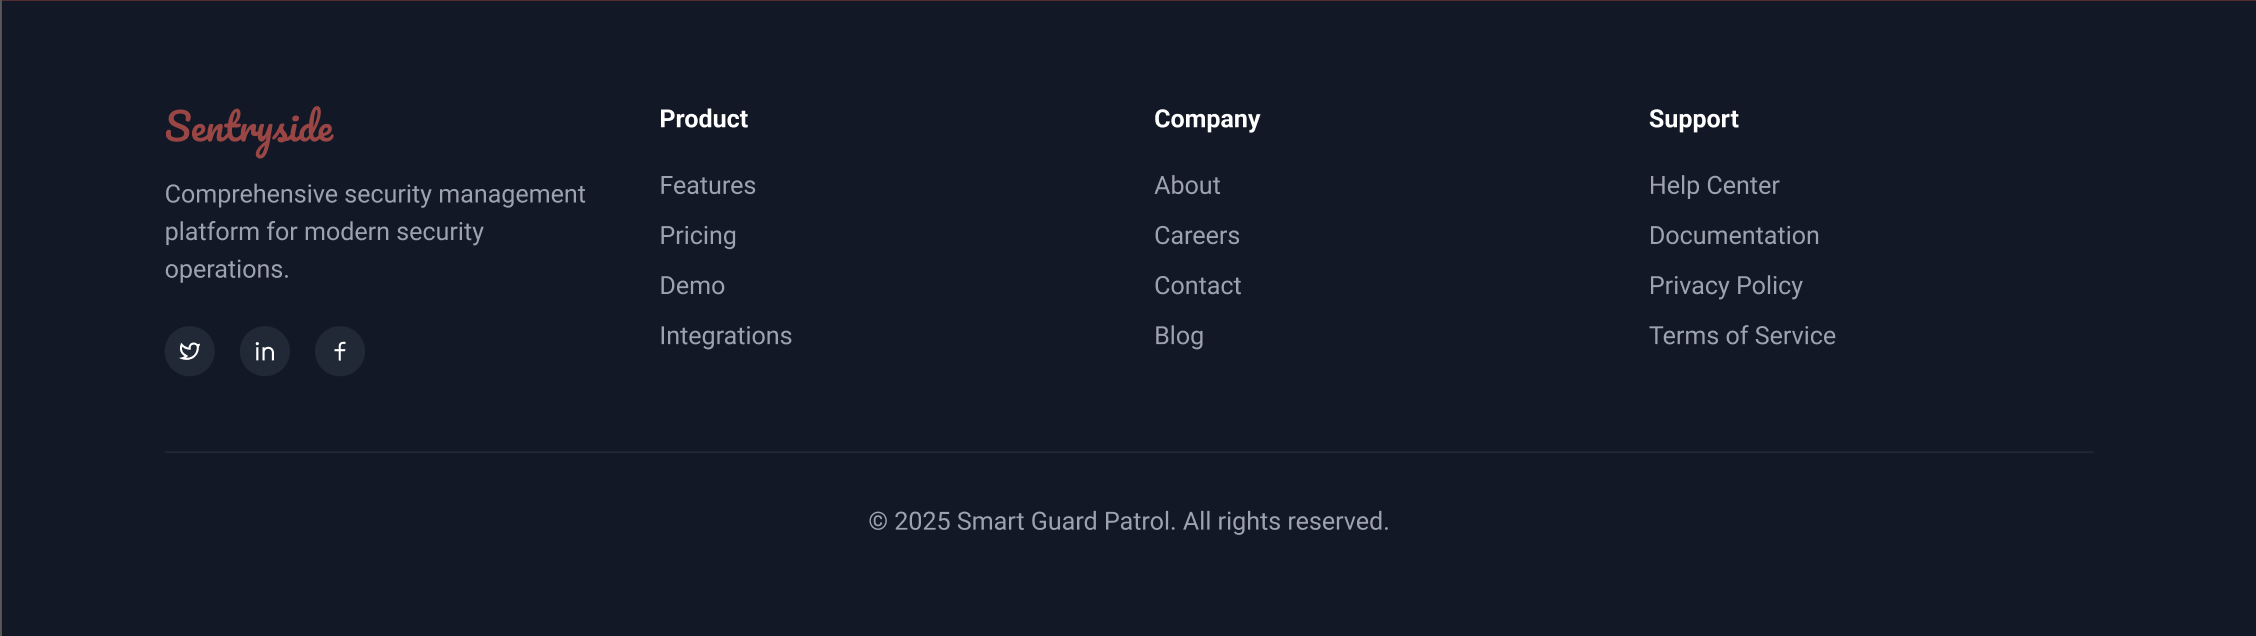 Sentryside
Comprehensive security management
platform for modern security
operations.
Product
Features
Pricing
Demo
Integrations
Company
About
Careers
Contact
Blog
Support
Help Center
Documentation
Privacy Policy
Terms of Service
© 2025 Smart Guard Patrol. All rights reserved.